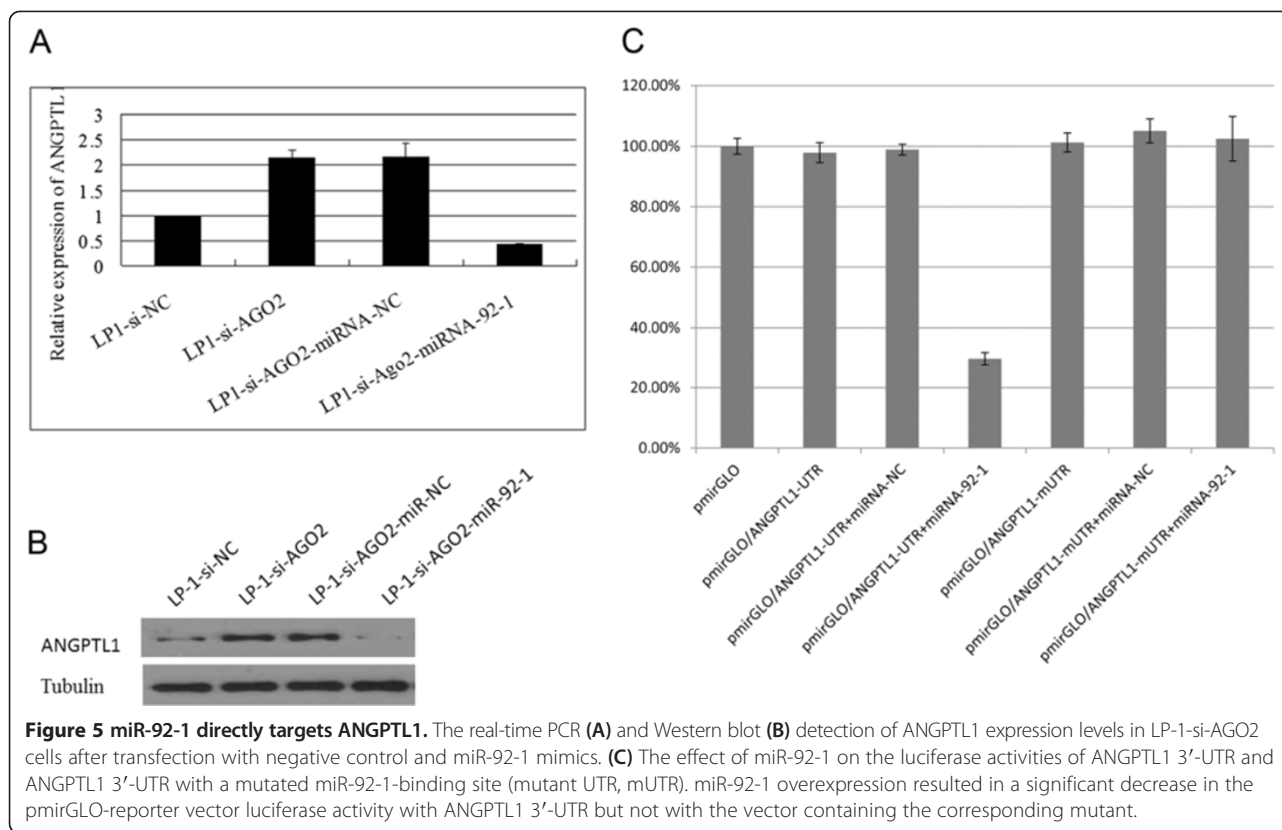 A
Relative expression of ANGPTL1
3
2.5
2
1.5
1
0.5
0
LP1-si-NC
LP1-si-AGO2
LP1-si-AGO2-miRNA-NC
LP1-si-Ago2-miRNA-92-1
B
LP-1-si-NC
LP-1-si-AGO2
LP-1-si-AGO2-miR-NC
LP-1-si-AGO2-miR-92-1
ANGPTL1
Tubulin
C
120.00%
100.00%
80.00%
60.00%
40.00%
20.00%
0.00%
pmirGLO
pmirGLO/ANGPTL1-UTR
pmirGLO/ANGPTL1-UTR+miRNA-NC
pmirGLO/ANGPTL1-UTR+miRNA-92-1
pmirGLO/ANGPTL1-mUTR
pmirGLO/ANGPTL1-mUTR+miRNA-NC
pmirGLO/ANGPTL1-mUTR+miRNA-92-1
Figure 5 miR-92-1 directly targets ANGPTL1. The real-time PCR (A) and Western blot (B) detection of ANGPTL1 expression levels in LP-1-si-AGO2
cells after transfection with negative control and miR-92-1 mimics. (C) The effect of miR-92-1 on the luciferase activities of ANGPTL1 3′-UTR and
ANGPTL1 3′-UTR with a mutated miR-92-1-binding site (mutant UTR, mUTR). miR-92-1 overexpression resulted in a significant decrease in the
pmirGLO-reporter vector luciferase activity with ANGPTL1 3′-UTR but not with the vector containing the corresponding mutant.